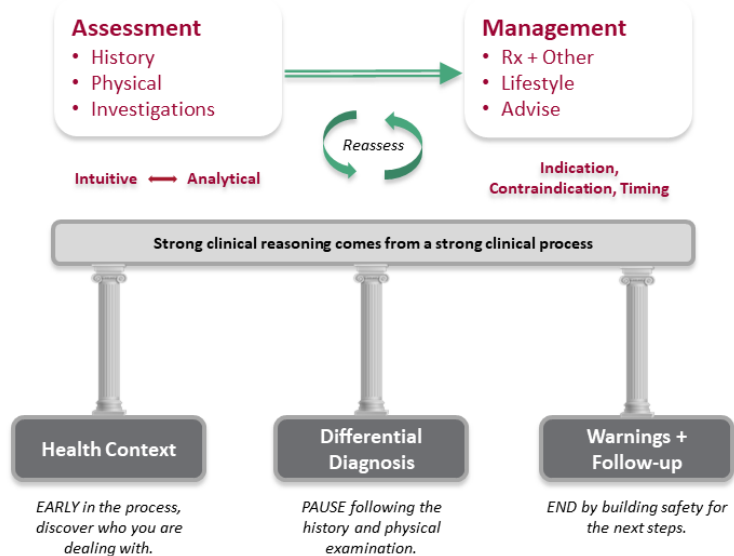 Assessment
• History
• Physical
• Investigations
Management
• Rx + Other
• Lifestyle
• Advise
Reassess
Intuitive
Analytical
Indication,
Contraindication, Timing
Strong clinical reasoning comes from a strong clinical process
Health Context
Differential
Diagnosis
Warnings +
Follow-up
EARLY in the process,
discover who you are
dealing with.
PAUSE following the
history and physical
examination.
END by building safety for
the next steps.